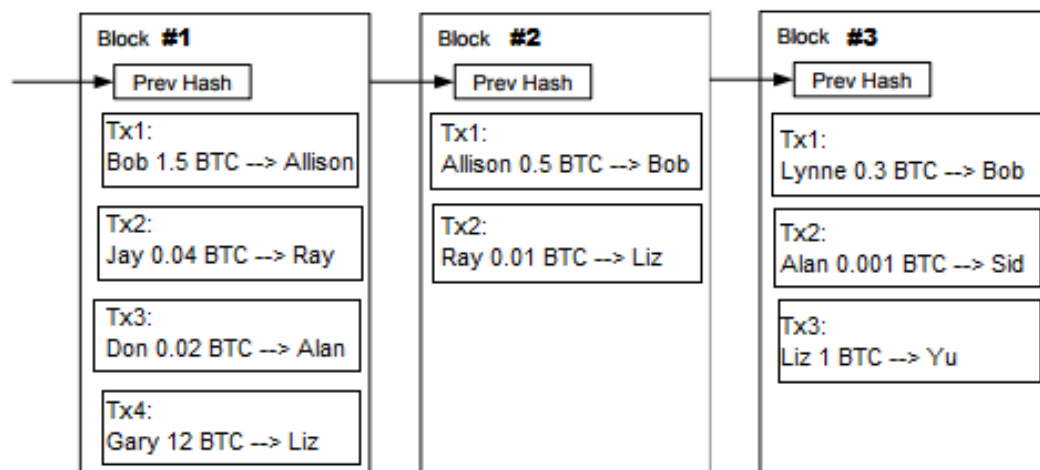 Block #1
Prev Hash
Tx1:
Bob 1.5 BTC --> Allison
Tx2:
Jay 0.04 BTC --> Ray
Tx3:
Don 0.02 BTC --> Alan
Tx4:
Gary 12 BTC --> Liz
Block #2
Prev Hash
Tx1:
Allison 0.5 BTC --> Bob
Tx2:
Ray 0.01 BTC --> Liz
Block #3
Prev Hash
Tx1:
Lynne 0.3 BTC --> Bob
Tx2:
Alan 0.001 BTC --> Sid
Tx3:
Liz 1 BTC --> Yu